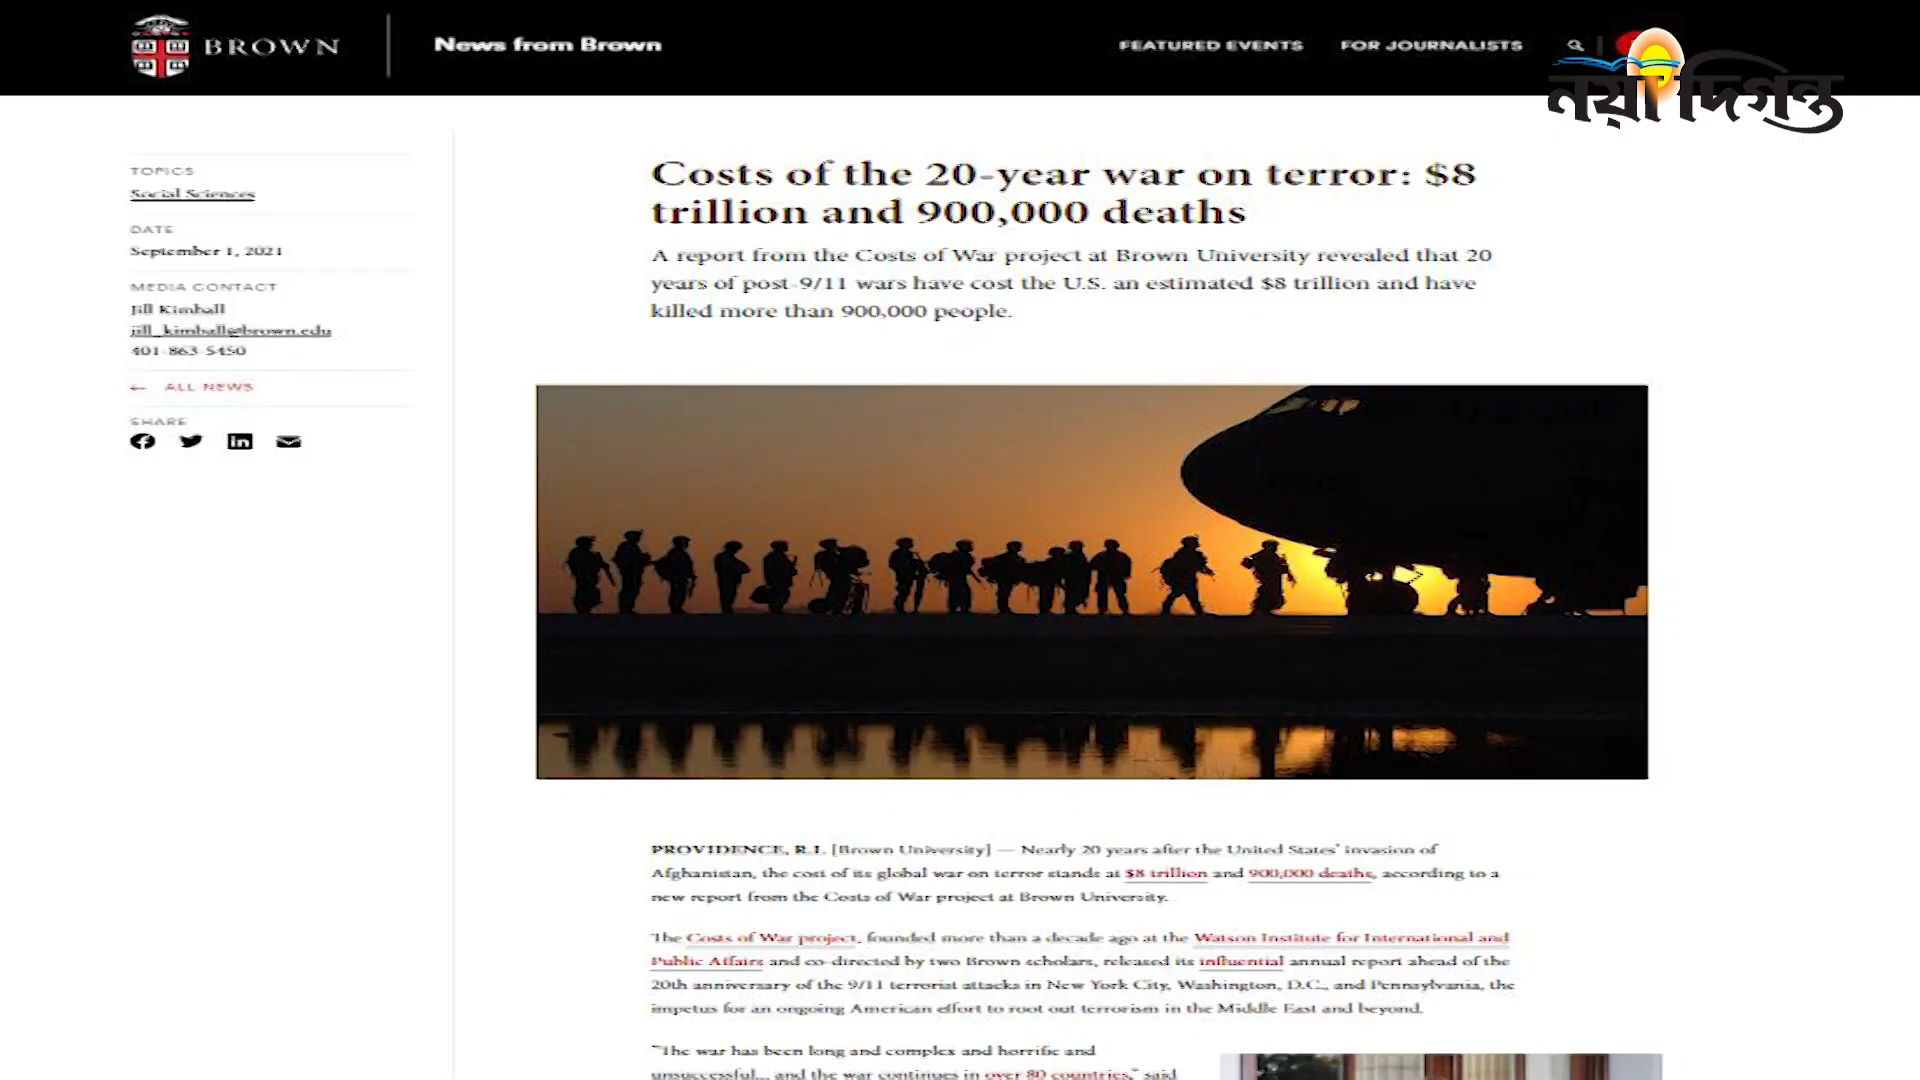 BROWN
News from Brown
FEATURED EVENTS
FOR JOURNALISTS
নয়া দিগন্ত
TOPICS
Social Sciences
DATE
September 1, 2021
MEDIA CONTACT
Jill Kimball
jill_kimball@brown.edu
401-863-5450
← ALL NEWS
SHARE
Costs of the 20-year war on terror: $8
trillion and 900,000 deaths
A report from the Costs of War project at Brown University revealed that 20
years of post-9/11 wars have cost the U.S. an estimated $8 trillion and have
killed more than 900,000 people.
PROVIDENCE, R.I. [Brown University] — Nearly 20 years after the United States' invasion of
Afghanistan, the cost of its global war on terror stands at $8 trillion and 900,000 deaths, according to a
new report from the Costs of War project at Brown University.
The Costs of War project, founded more than a decade ago at the Watson Institute for International and
Public Affairs and co-directed by two Brown scholars, released its influential annual report ahead of the
20th anniversary of the 9/11 terrorist attacks in New York City, Washington, D.C., and Pennsylvania, the
impetus for an ongoing American effort to root out terrorism in the Middle East and beyond.
"The war has been long and complex and horrific and
unsuccessful... and the war continues in over 80 countries," said